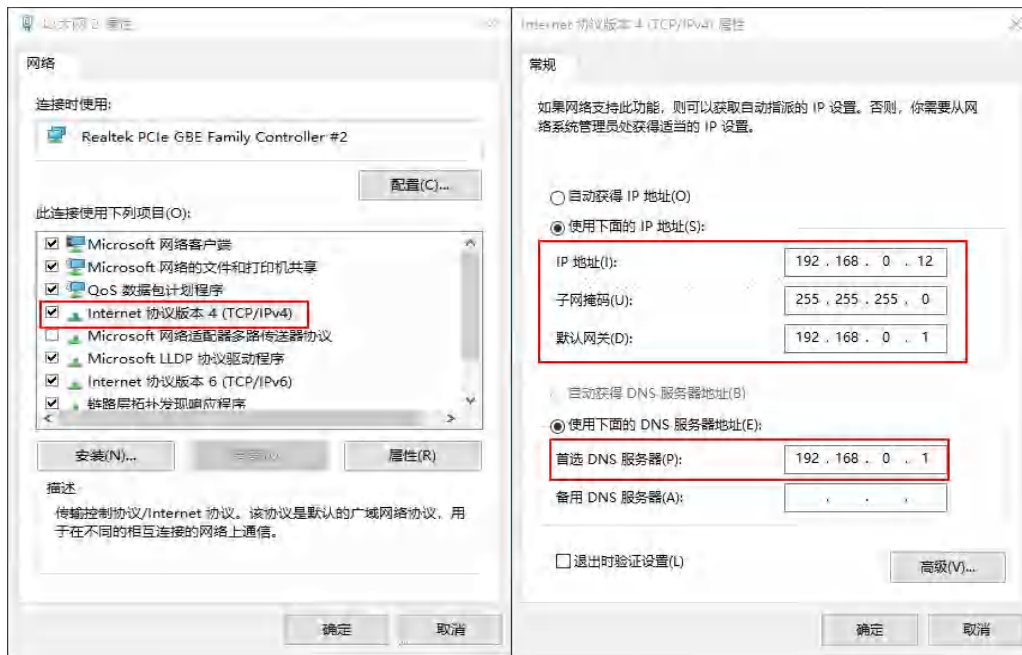 以太网 2 属性
网络
连接时使用:
Realtek PCIe GBE Family Controller #2
配置(C)...
此连接使用下列项目(O):
Microsoft 网络客户端
Microsoft 网络的文件和打印机共享
QoS 数据包计划程序
Internet 协议版本 4 (TCP/IPv4)
Microsoft 网络适配器多路传送器协议
Microsoft LLDP 协议驱动程序
Internet 协议版本 6 (TCP/IPv6)
链路层拓扑发现响应程序
安装(N)...
属性(R)
描述
传输控制协议/Internet 协议。该协议是默认的广域网络协议,用
于在不同的相互连接的网络上通信。
确定
取消
Internet 协议版本 4 (TCP/IPv4) 属性
常规
如果网络支持此功能,则可以获取自动指派的 IP 设置。否则,你需要从网
络系统管理员处获得适当的 IP 设置。
自动获得 IP 地址(O)
使用下面的 IP 地址(S):
IP 地址(I): 192 . 168 . 0 . 12
子网掩码(U): 255 . 255 . 255 . 0
默认网关(D): 192 . 168 . 0 . 1
自动获得 DNS 服务器地址(B)
使用下面的 DNS 服务器地址(E):
首选 DNS 服务器(P): 192 . 168 . 0 . 1
备用 DNS 服务器(A): . . .
退出时验证设置(L)
高级(V)...
确定
取消